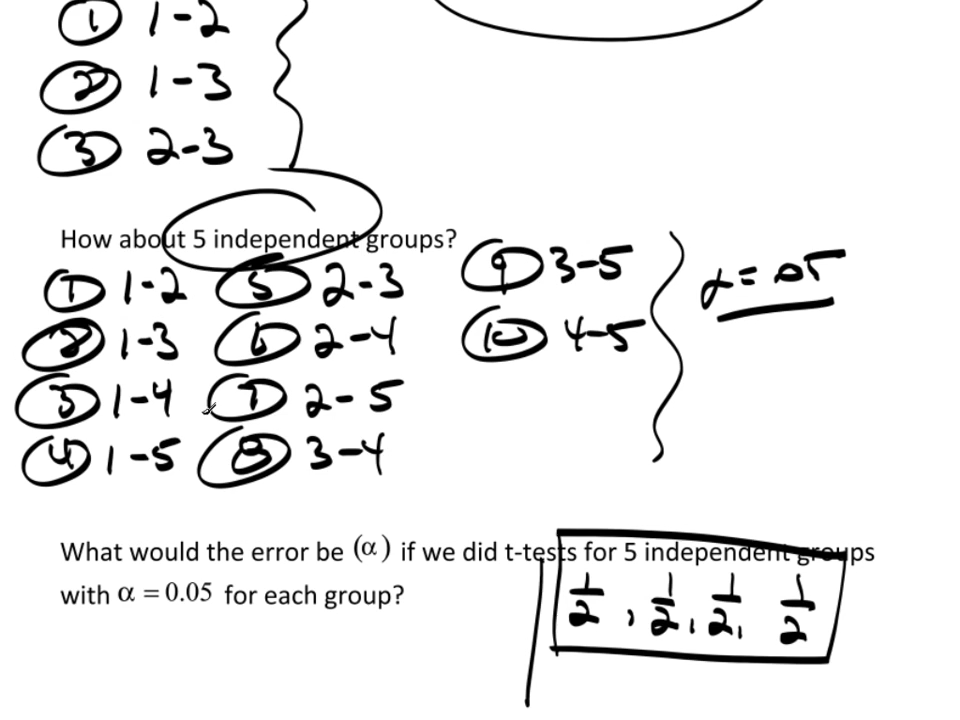 ① 1-2
② 1-3
③ 2-3
How about 5 independent groups?
① 1-2 ⑤ 2-3 ⑨ 3-5 α = .05
② 1-3 ⑥ 2-4 ⑩ 4-5
③ 1-4 ⑦ 2-5
④ 1-5 ⑧ 3-4
What would the error be (α) if we did t-tests for 5 independent groups
with α = 0.05 for each group?
1/2, 1/2, 1/2, 1/2